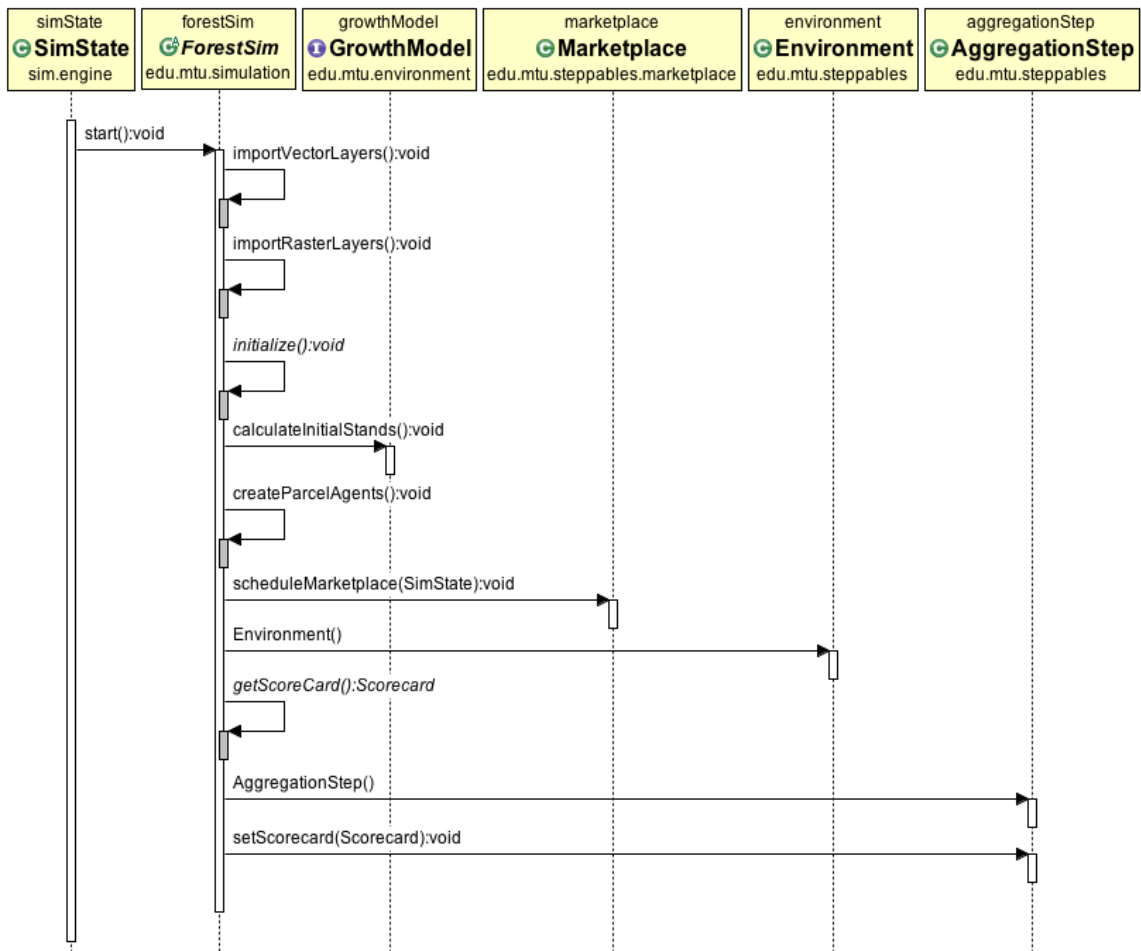 simState
SimState
sim.engine
forestSim
ForestSim
edu.mtu.simulation
growthModel
GrowthModel
edu.mtu.environment
marketplace
Marketplace
edu.mtu.steppables.marketplace
environment
Environment
edu.mtu.steppables
aggregationStep
AggregationStep
edu.mtu.steppables
start():void
importVectorLayers():void
importRasterLayers():void
initialize():void
calculateInitialStands():void
createParcelAgents():void
scheduleMarketplace(SimState):void
Environment()
getScoreCard():Scorecard
AggregationStep()
setScorecard(Scorecard):void